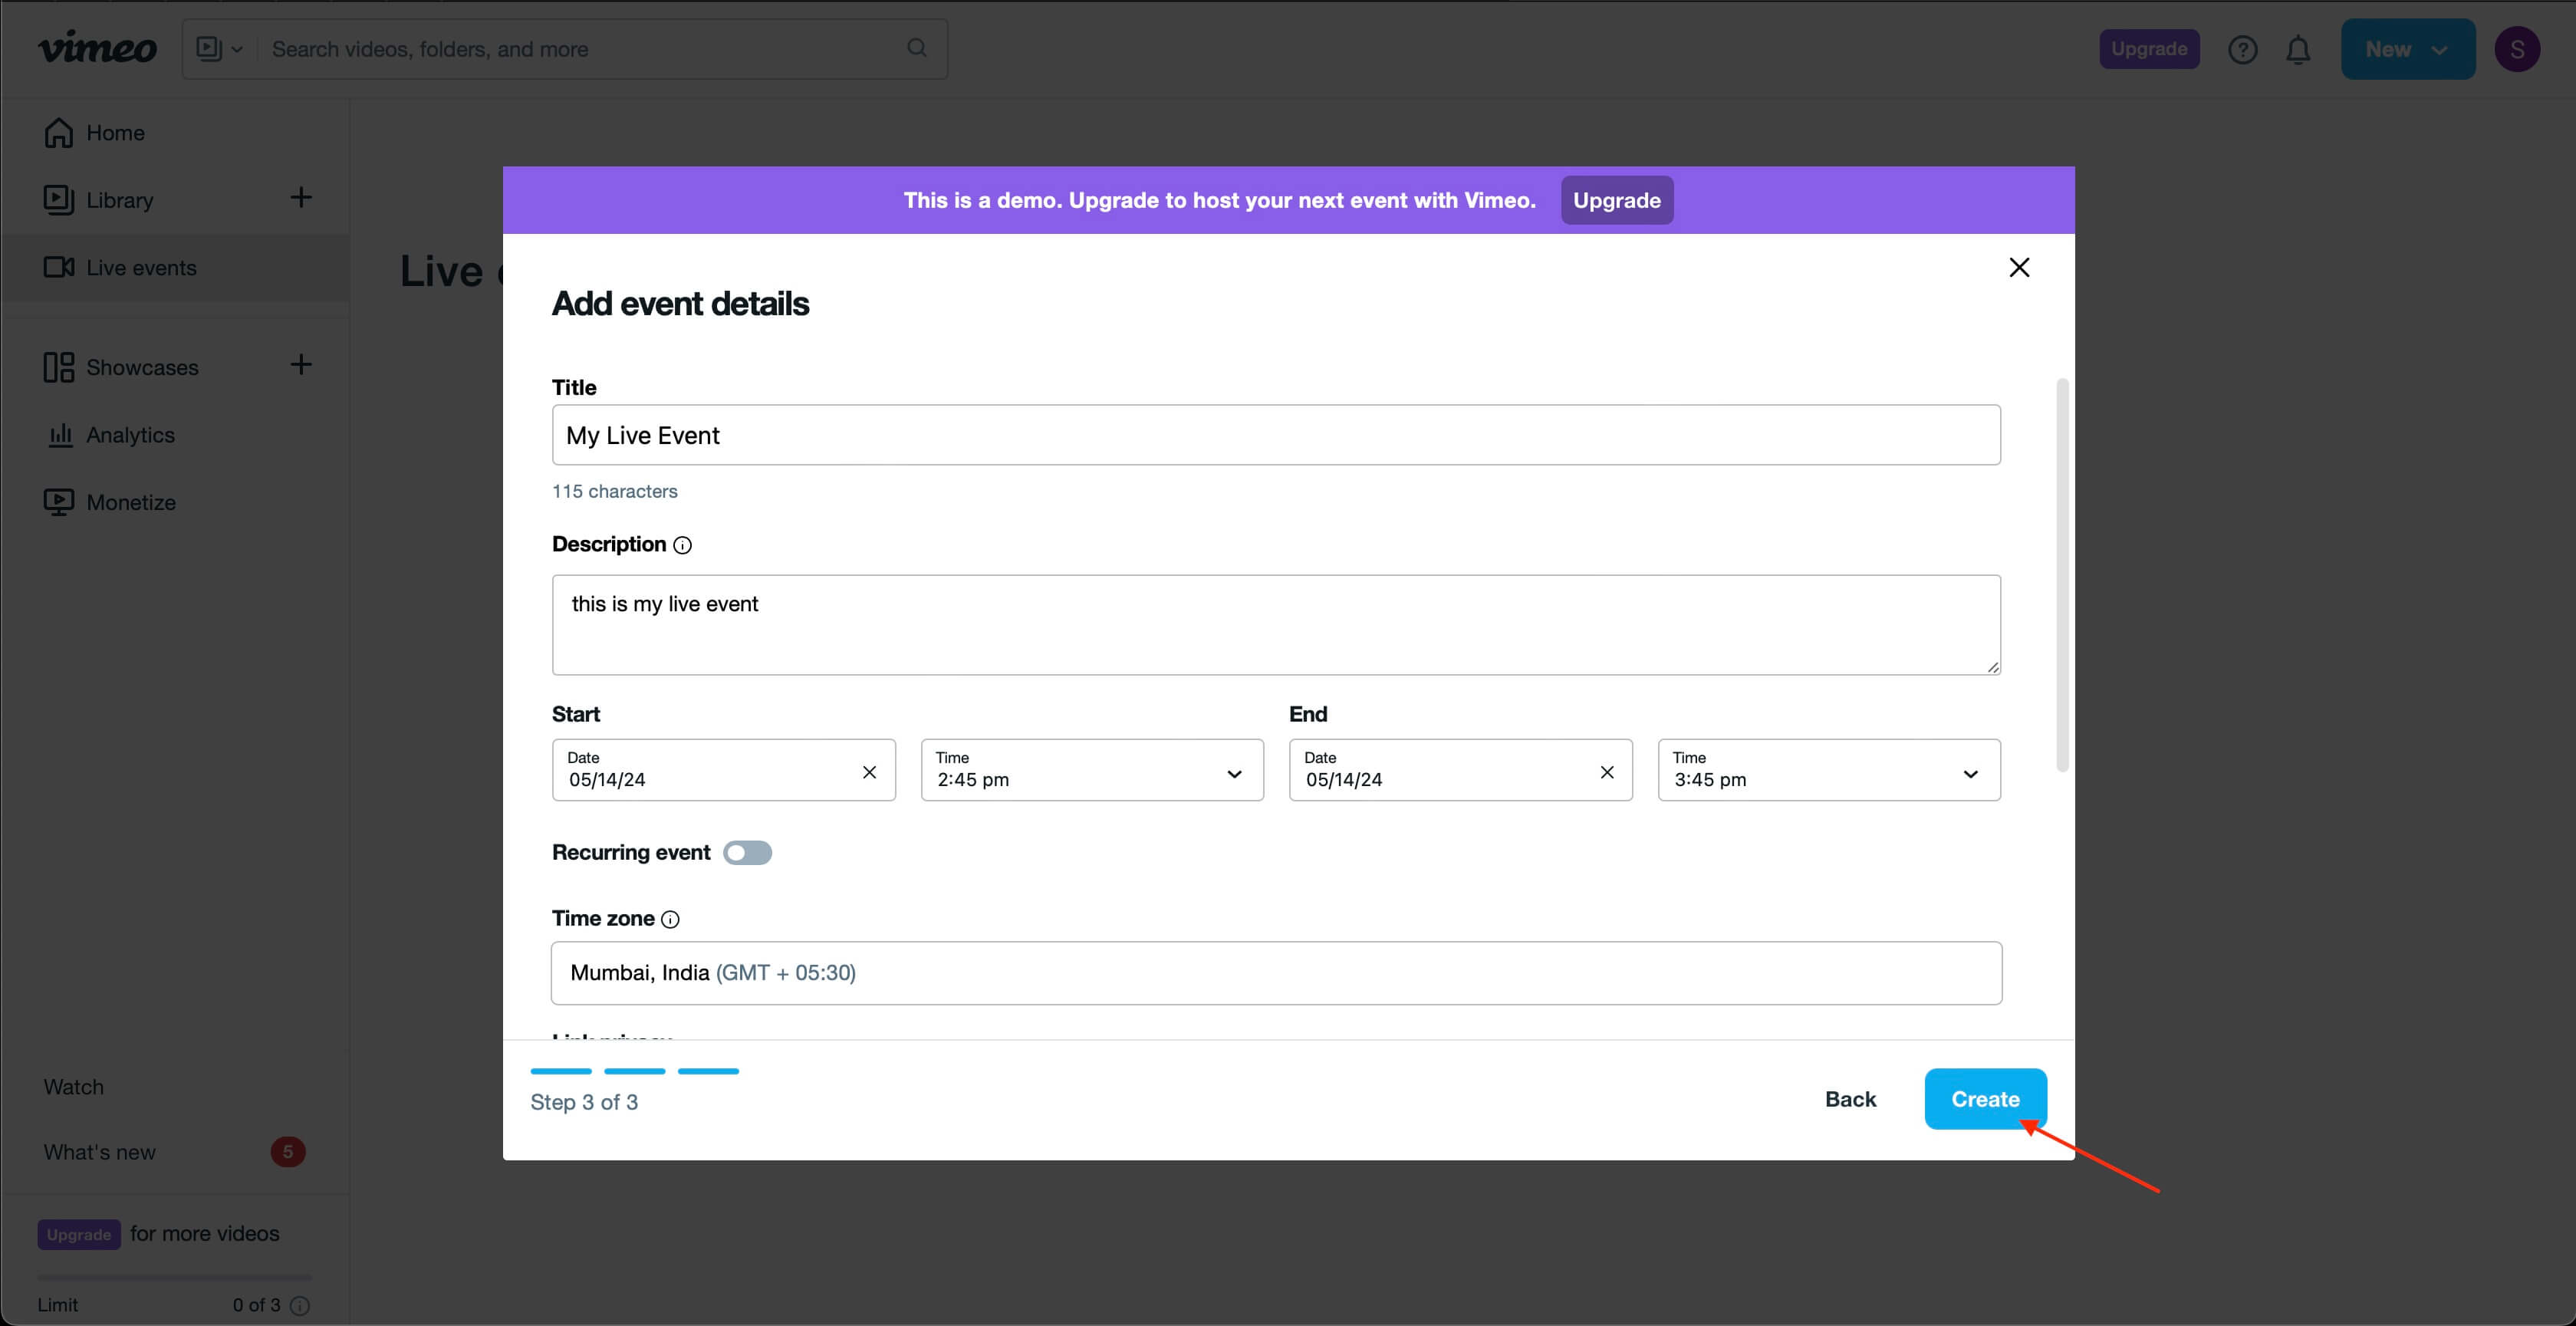 vimeo
Search videos, folders, and more
Upgrade
New
S
Home
Library
Live events
Showcases
Analytics
Monetize
Watch
What's new
5
Upgrade for more videos
Limit
0 of 3
Live
This is a demo. Upgrade to host your next event with Vimeo.
Upgrade
Add event details
Title
My Live Event
115 characters
Description
this is my live event
Start
End
Date
05/14/24
Time
2:45 pm
Date
05/14/24
Time
3:45 pm
Recurring event
Time zone
Mumbai, India (GMT + 05:30)
Link privacy
Step 3 of 3
Back
Create